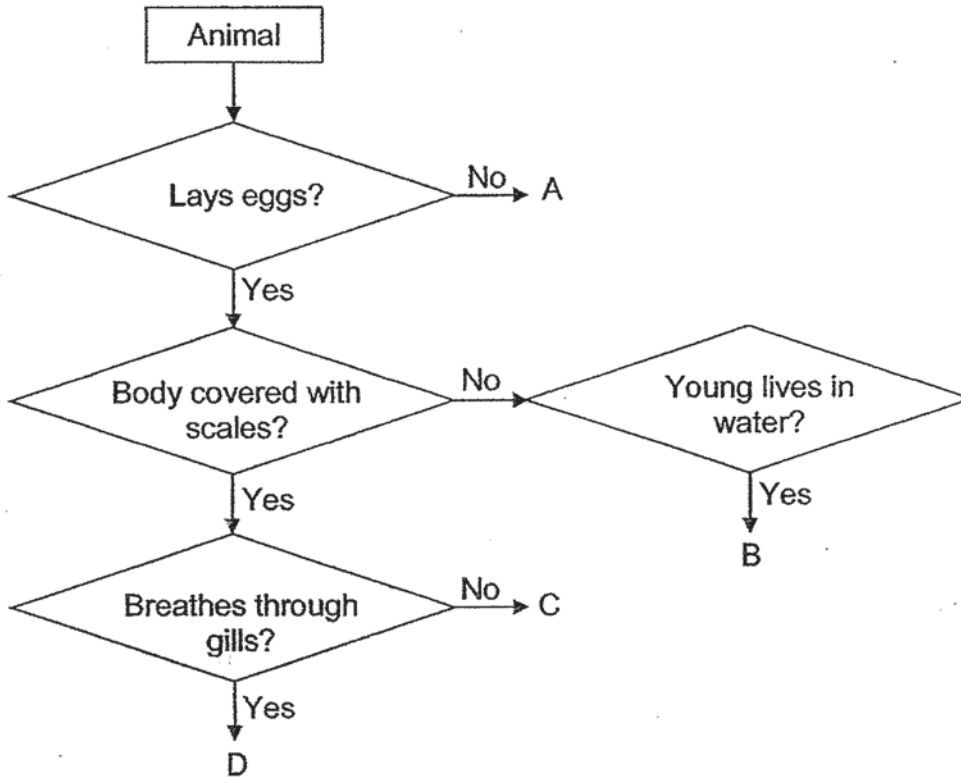 Animal
Lays eggs?
No
A
Yes
Body covered with
scales?
No
Young lives in
water?
Yes
Yes
B
Breathes through
gills?
No
C
Yes
D